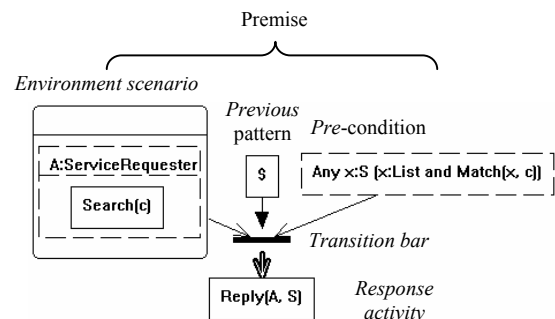 Premise
Environment scenario
Previous
pattern
Pre-condition
A:ServiceRequester
Search(c)
$
Any x:S (x:List and Match(x, c))
Transition bar
Reply(A, S)
Response
activity